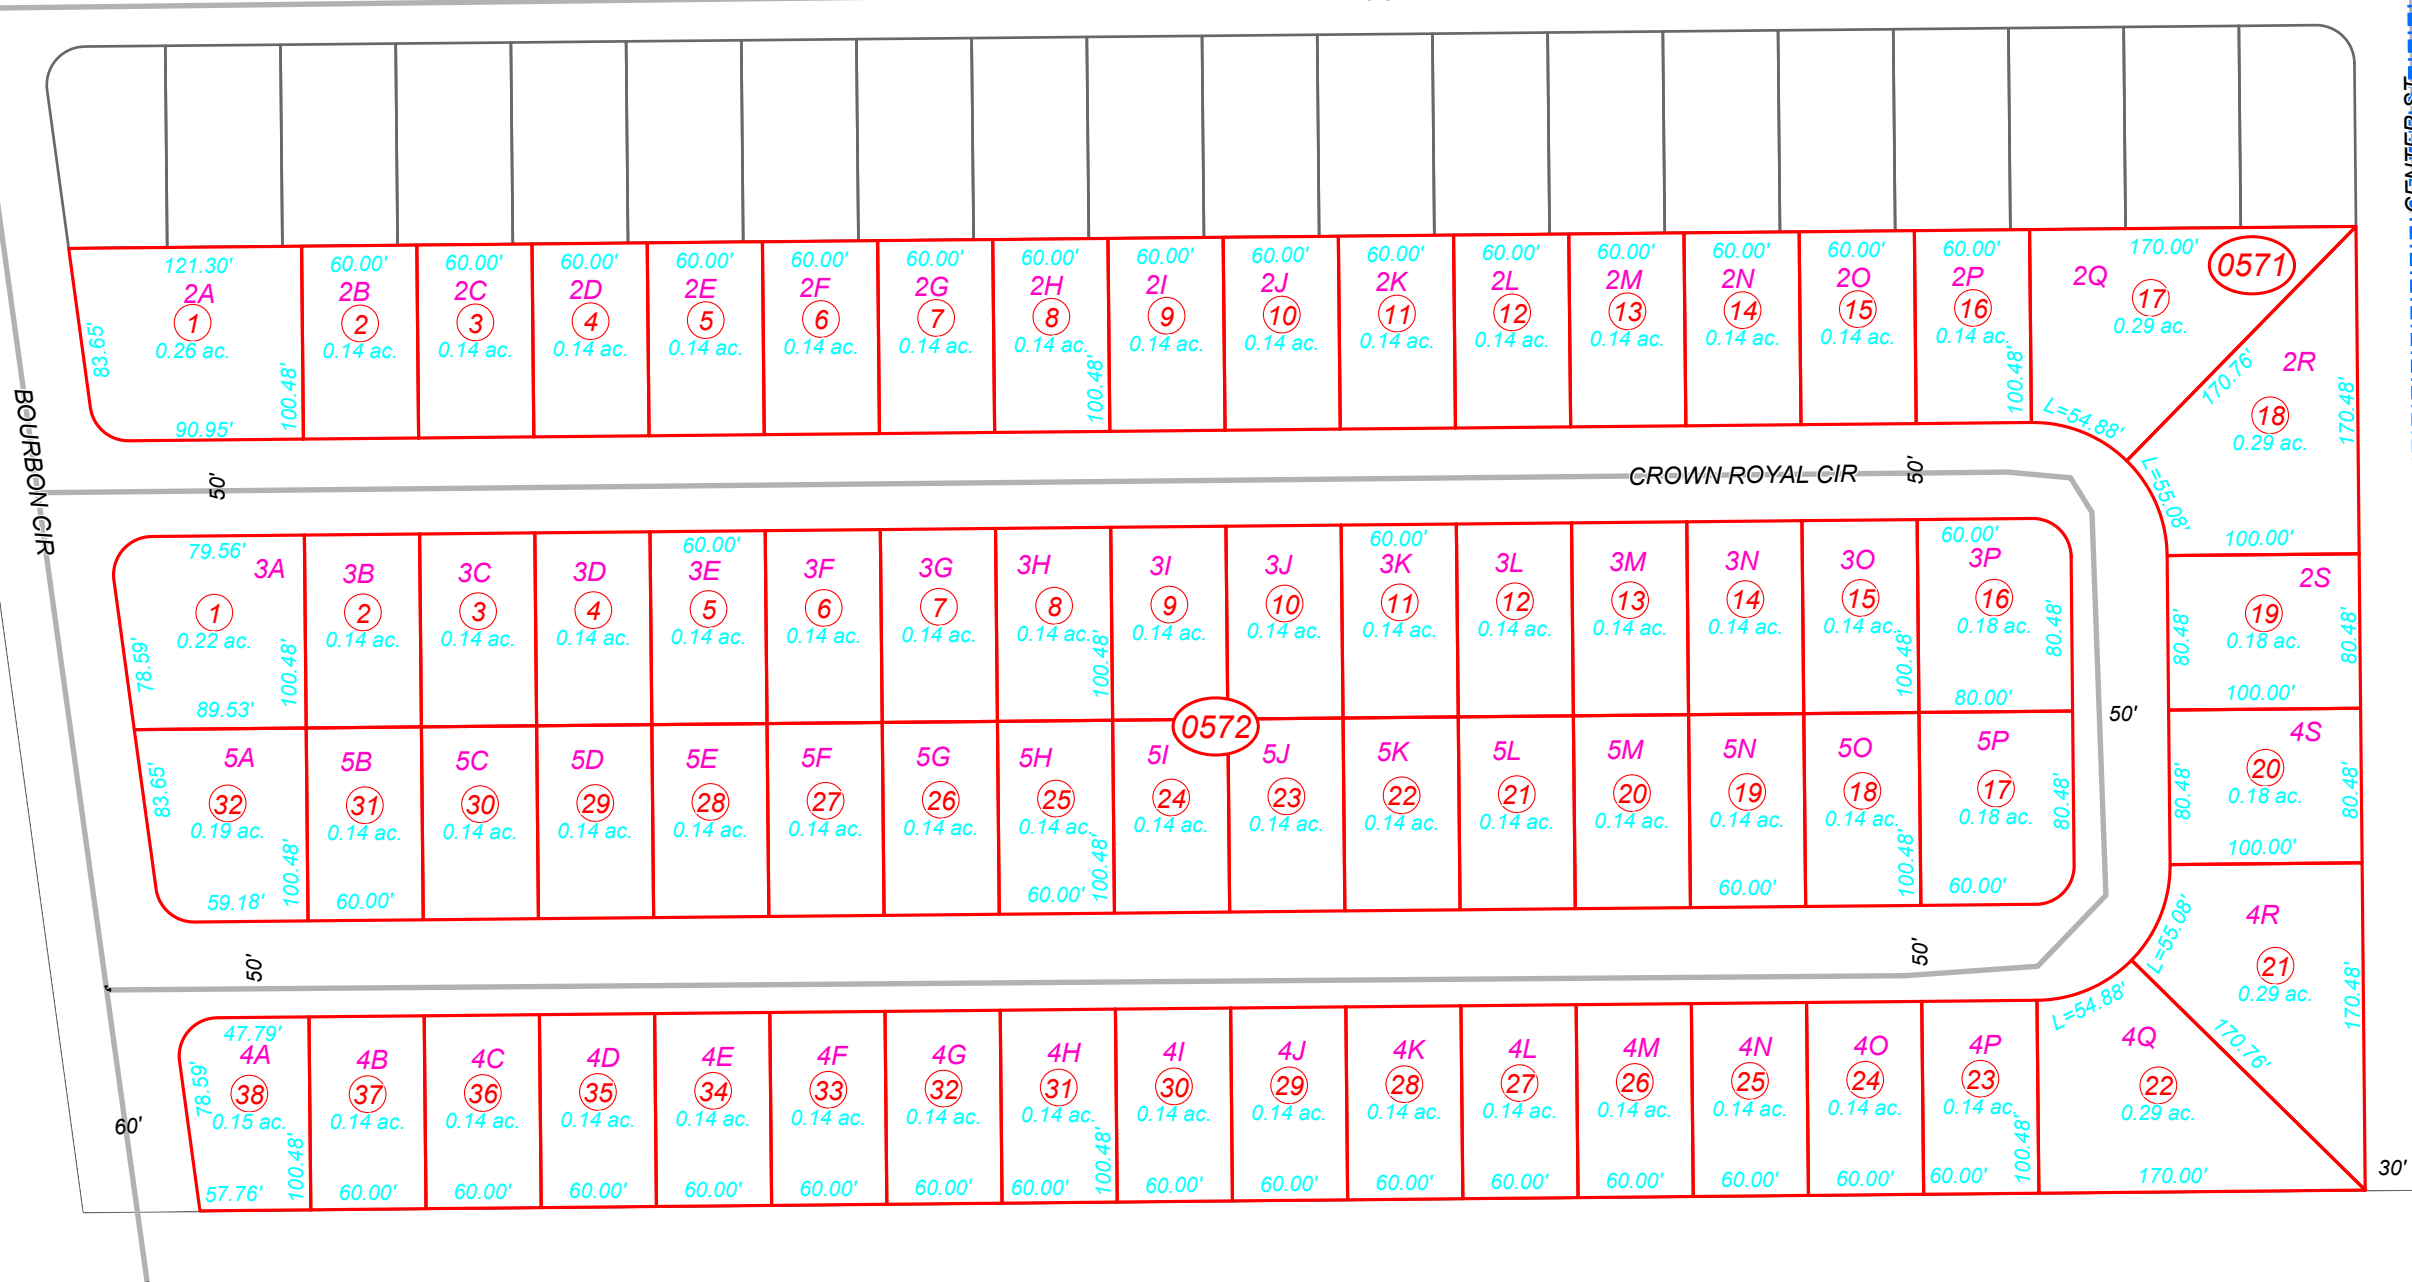 CENTER ST
121.30' 60.00' 60.00' 60.00' 60.00' 60.00' 60.00' 60.00' 60.00' 60.00' 60.00' 60.00' 60.00' 60.00' 60.00' 60.00' 170.00' 0571
2A 2B 2C 2D 2E 2F 2G 2H 2I 2J 2K 2L 2M 2N 2O 2P 2Q
1 2 3 4 5 6 7 8 9 10 11 12 13 14 15 16 17
0.26 ac. 0.14 ac. 0.14 ac. 0.14 ac. 0.14 ac. 0.14 ac. 0.14 ac. 0.14 ac. 0.14 ac. 0.14 ac. 0.14 ac. 0.14 ac. 0.14 ac. 0.14 ac. 0.14 ac. 0.14 ac. 0.29 ac.
83.65' 100.48' 100.48' 100.48' 170.76' 2R
90.95' L=54.88' 18 170.48'
0.29 ac.
BOURBON CIR
50' CROWN ROYAL CIR 50' L=55.08'
100.00'
79.56' 60.00' 60.00' 60.00'
3A 3B 3C 3D 3E 3F 3G 3H 3I 3J 3K 3L 3M 3N 3O 3P 2S
1 2 3 4 5 6 7 8 9 10 11 12 13 14 15 16 19
0.22 ac. 0.14 ac. 0.14 ac. 0.14 ac. 0.14 ac. 0.14 ac. 0.14 ac. 0.14 ac. 0.14 ac. 0.14 ac. 0.14 ac. 0.14 ac. 0.14 ac. 0.14 ac. 0.14 ac. 0.18 ac. 0.18 ac.
78.59' 100.48' 100.48' 100.48' 80.48' 80.48' 80.48'
89.53' 80.00' 100.00'
0572 50'
5A 5B 5C 5D 5E 5F 5G 5H 5I 5J 5K 5L 5M 5N 5O 5P 4S
32 31 30 29 28 27 26 25 24 23 22 21 20 19 18 17 20
0.19 ac. 0.14 ac. 0.14 ac. 0.14 ac. 0.14 ac. 0.14 ac. 0.14 ac. 0.14 ac. 0.14 ac. 0.14 ac. 0.14 ac. 0.14 ac. 0.14 ac. 0.14 ac. 0.14 ac. 0.18 ac. 0.18 ac.
83.65' 100.48' 100.48' 100.48' 80.48' 80.48' 80.48'
59.18' 60.00' 60.00' 60.00' 60.00' 100.00'
50' 50' L=55.08' 4R
21
0.29 ac.
170.48'
47.79' L=54.88' 170.76'
4A 4B 4C 4D 4E 4F 4G 4H 4I 4J 4K 4L 4M 4N 4O 4P 4Q
38 37 36 35 34 33 32 31 30 29 28 27 26 25 24 23 22
0.15 ac. 0.14 ac. 0.14 ac. 0.14 ac. 0.14 ac. 0.14 ac. 0.14 ac. 0.14 ac. 0.14 ac. 0.14 ac. 0.14 ac. 0.14 ac. 0.14 ac. 0.14 ac. 0.14 ac. 0.14 ac. 0.29 ac.
60' 78.59' 100.48' 100.48' 100.48'
57.76' 60.00' 60.00' 60.00' 60.00' 60.00' 60.00' 60.00' 60.00' 60.00' 60.00' 60.00' 60.00' 60.00' 60.00' 60.00' 170.00' 30'